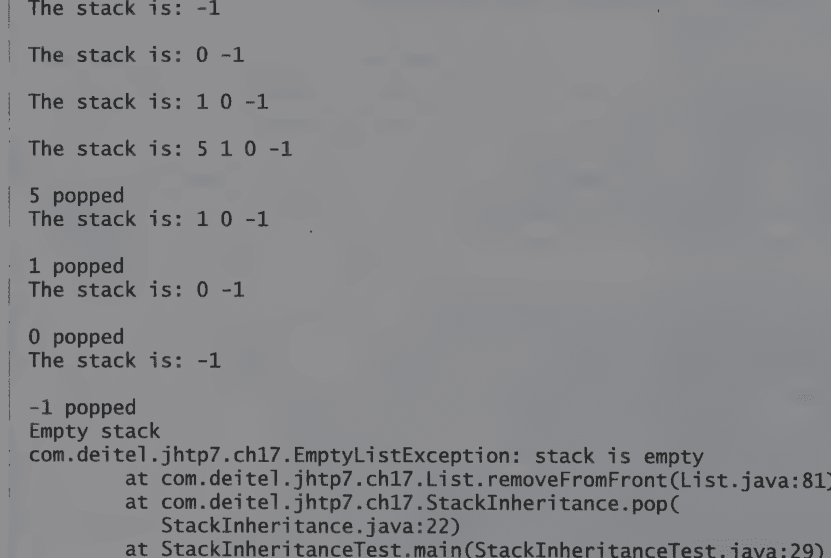 The stack is: -1
The stack is: 0 -1
The stack is: 1 0 -1
The stack is: 5 1 0 -1
5 popped
The stack is: 1 0 -1
1 popped
The stack is: 0 -1
0 popped
The stack is: -1
-1 popped
Empty stack
com.deitel.jhtp7.ch17.EmptyListException: stack is empty
at com.deitel.jhtp7.ch17.List.removeFromFront(List.java:81)
at com.deitel.jhtp7.ch17.StackInheritance.pop(
StackInheritance.java:22)
at StackInheritanceTest.main(StackInheritanceTest.java:29)